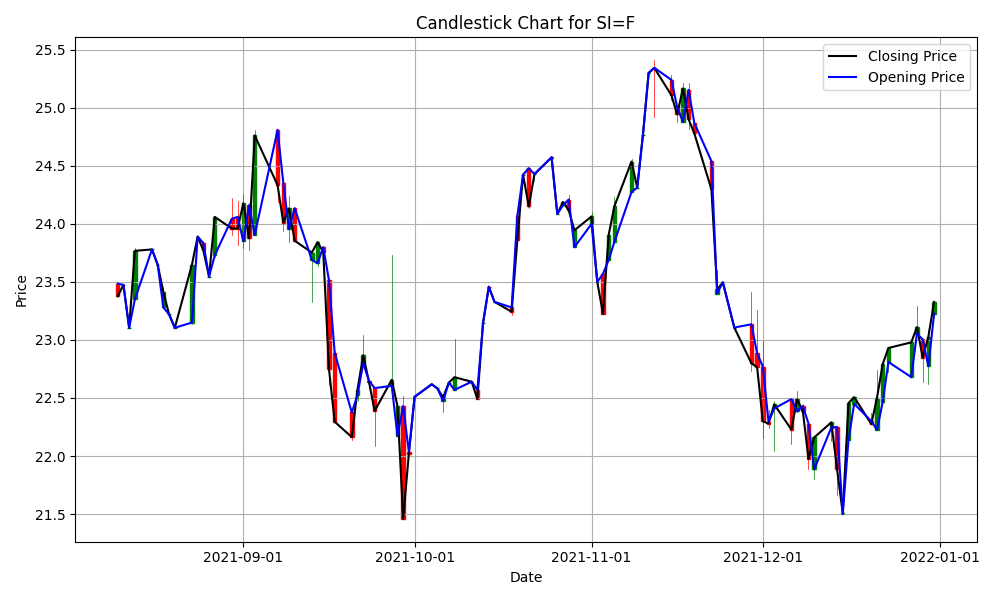 Candlestick Chart for SI=F
Closing Price
Opening Price
Price
25.5
25.0
24.5
24.0
23.5
23.0
22.5
22.0
21.5
2021-09-01
2021-10-01
2021-11-01
2021-12-01
2022-01-01
Date